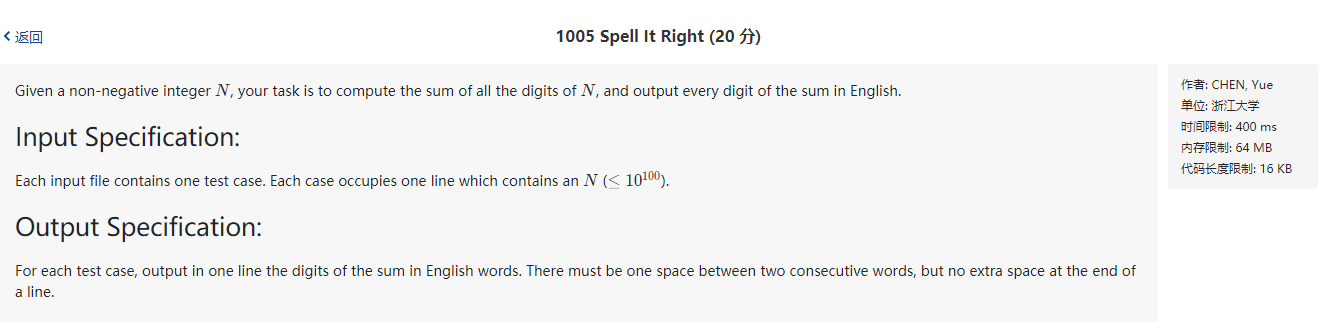 返回
1005 Spell It Right (20 分)
Given a non-negative integer N, your task is to compute the sum of all the digits of N, and output every digit of the sum in English.
Input Specification:
Each input file contains one test case. Each case occupies one line which contains an N (≤ 10¹⁰⁰).
Output Specification:
For each test case, output in one line the digits of the sum in English words. There must be one space between two consecutive words, but no extra space at the end of
a line.
作者: CHEN, Yue
单位: 浙江大学
时间限制: 400 ms
内存限制: 64 MB
代码长度限制: 16 KB